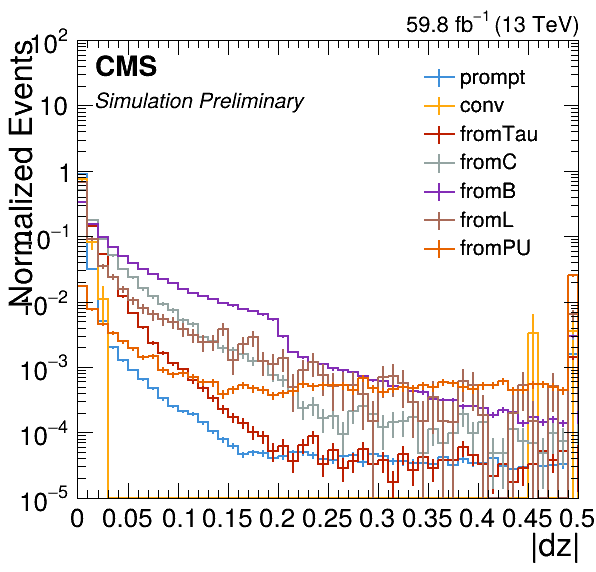 59.8 fb⁻¹ (13 TeV)
CMS
Simulation Preliminary
prompt
conv
fromTau
fromC
fromB
fromL
fromPU
Normalized Events
10²
10
1
10⁻¹
10⁻²
10⁻³
10⁻⁴
10⁻⁵
0 0.05 0.1 0.15 0.2 0.25 0.3 0.35 0.4 0.45 0.5
|dz|